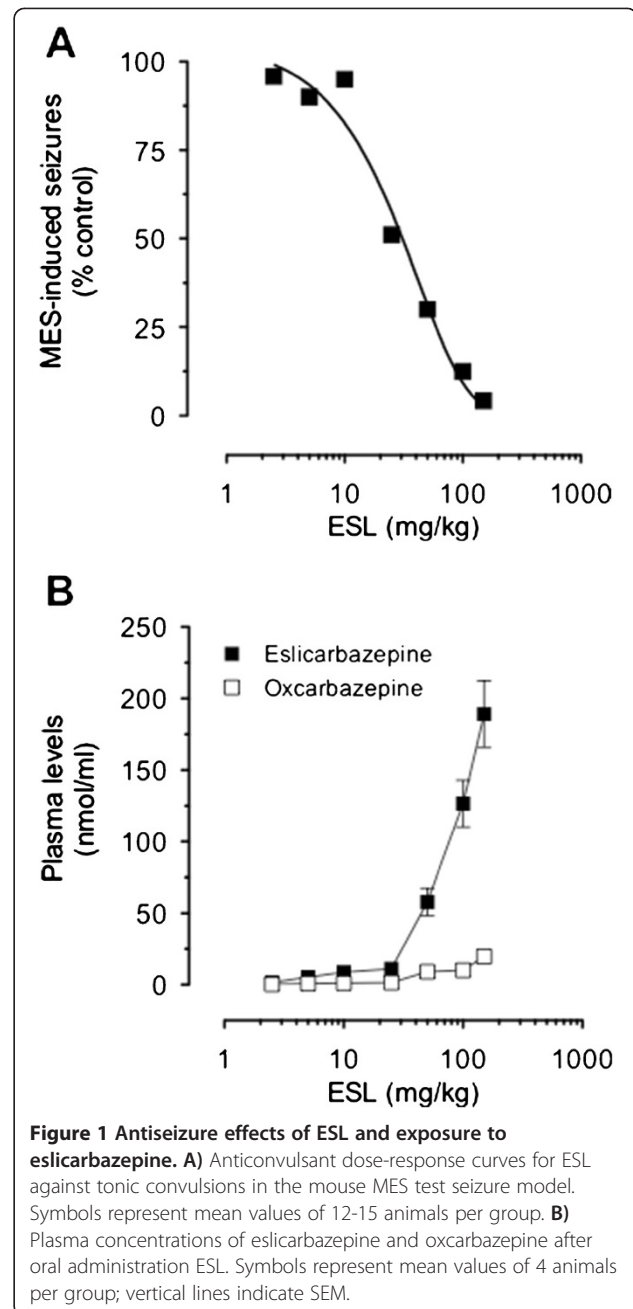 A
100
75
50
25
0
MES-induced seizures
(% control)
1 10 100 1000
ESL (mg/kg)
B
250
200
150
100
50
0
Plasma levels
(nmol/ml)
Eslicarbazepine
Oxcarbazepine
1 10 100 1000
ESL (mg/kg)
Figure 1 Antiseizure effects of ESL and exposure to
eslicarbazepine. A) Anticonvulsant dose-response curves for ESL
against tonic convulsions in the mouse MES test seizure model.
Symbols represent mean values of 12-15 animals per group. B)
Plasma concentrations of eslicarbazepine and oxcarbazepine after
oral administration ESL. Symbols represent mean values of 4 animals
per group; vertical lines indicate SEM.